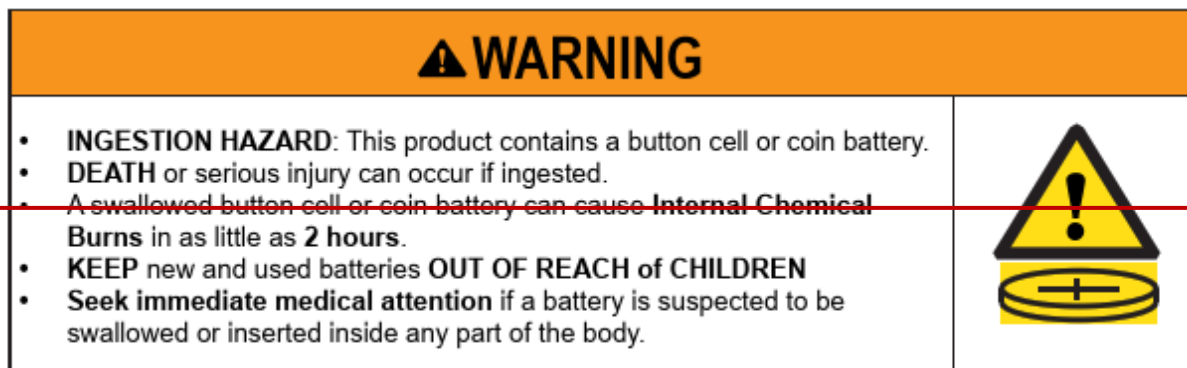 WARNING
• INGESTION HAZARD: This product contains a button cell or coin battery.
• DEATH or serious injury can occur if ingested.
• A swallowed button cell or coin battery can cause Internal Chemical
Burns in as little as 2 hours.
• KEEP new and used batteries OUT OF REACH of CHILDREN
• Seek immediate medical attention if a battery is suspected to be
swallowed or inserted inside any part of the body.